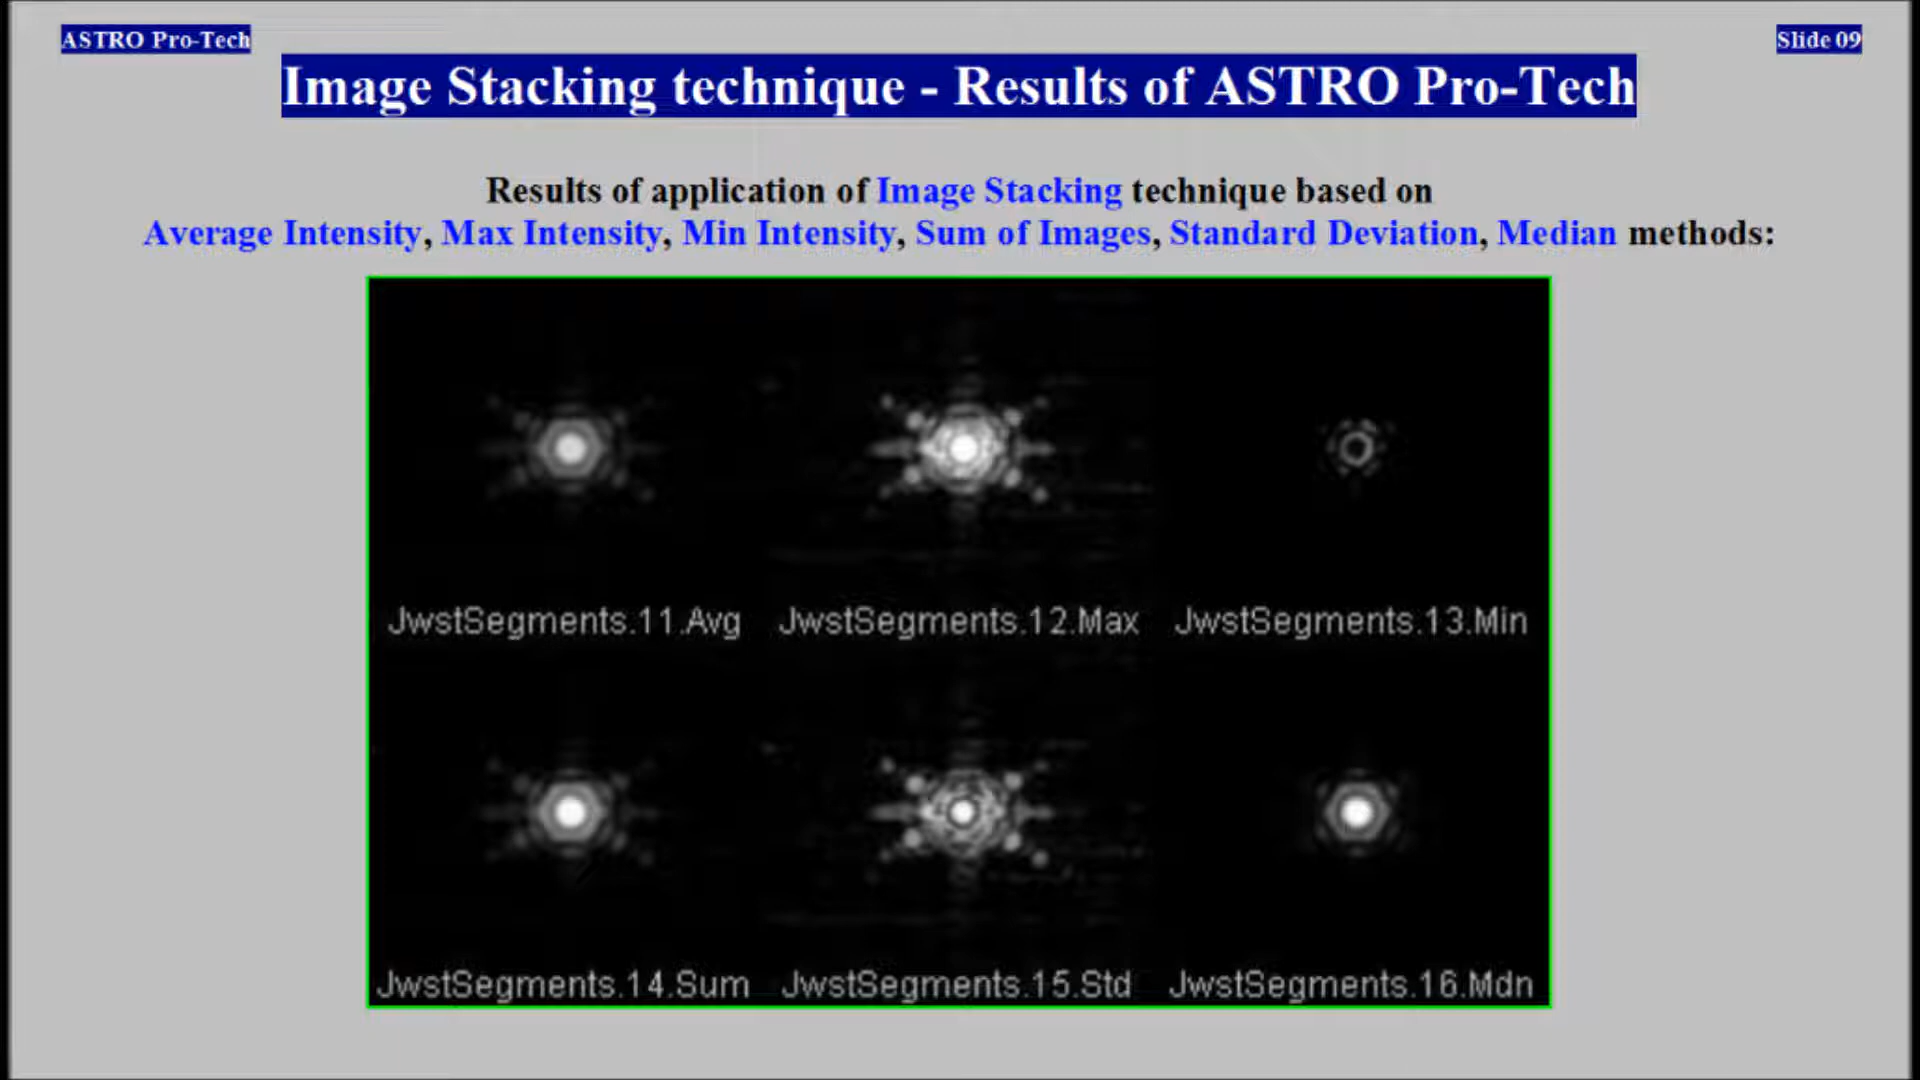 ASTRO Pro-Tech
Slide 09
Image Stacking technique - Results of ASTRO Pro-Tech
Results of application of Image Stacking technique based on
Average Intensity, Max Intensity, Min Intensity, Sum of Images, Standard Deviation, Median methods:
JwstSegments.11.Avg
JwstSegments.12.Max
JwstSegments.13.Min
JwstSegments.14.Sum
JwstSegments.15.Std
JwstSegments.16.Mdn